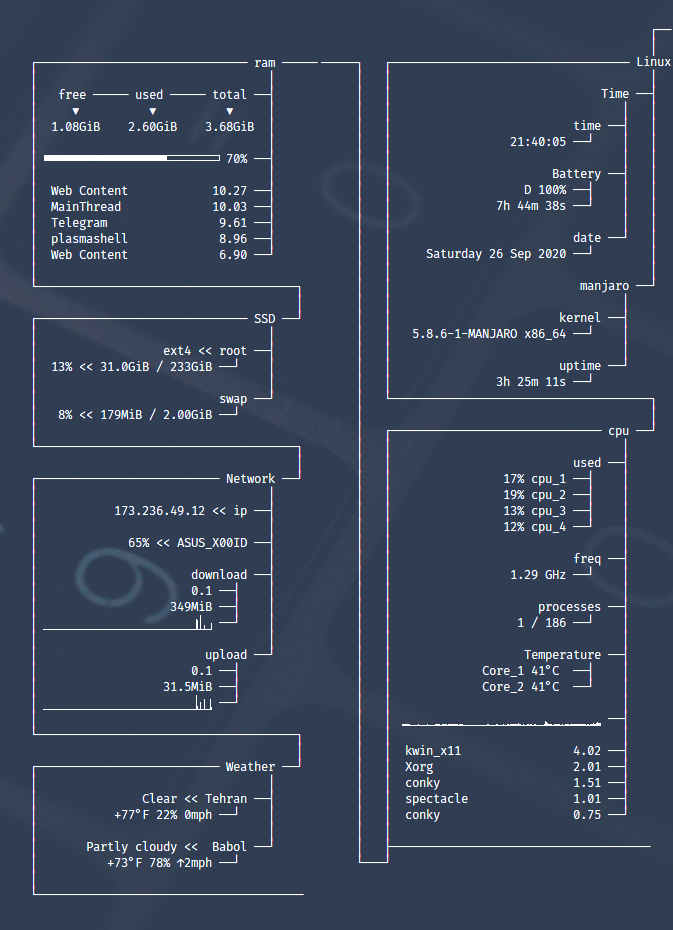 ram
free used total
▼ ▼ ▼
1.08GiB 2.60GiB 3.68GiB
70%
Web Content 10.27
MainThread 10.03
Telegram 9.61
plasmashell 8.96
Web Content 6.90
SSD
ext4 << root
13% << 31.0GiB / 233GiB
swap
8% << 179MiB / 2.00GiB
Network
173.236.49.12 << ip
65% << ASUS_X00ID
download
0.1
349MiB
upload
0.1
31.5MiB
Weather
Clear << Tehran
+77°F 22% 0mph
Partly cloudy << Babol
+73°F 78% ↑2mph
Linux
Time
time
21:40:05
Battery
D 100%
7h 44m 38s
date
Saturday 26 Sep 2020
manjaro
kernel
5.8.6-1-MANJARO x86_64
uptime
3h 25m 11s
cpu
used
17% cpu_1
19% cpu_2
13% cpu_3
12% cpu_4
freq
1.29 GHz
processes
1 / 186
Temperature
Core_1 41°C
Core_2 41°C
kwin_x11 4.02
Xorg 2.01
conky 1.51
spectacle 1.01
conky 0.75